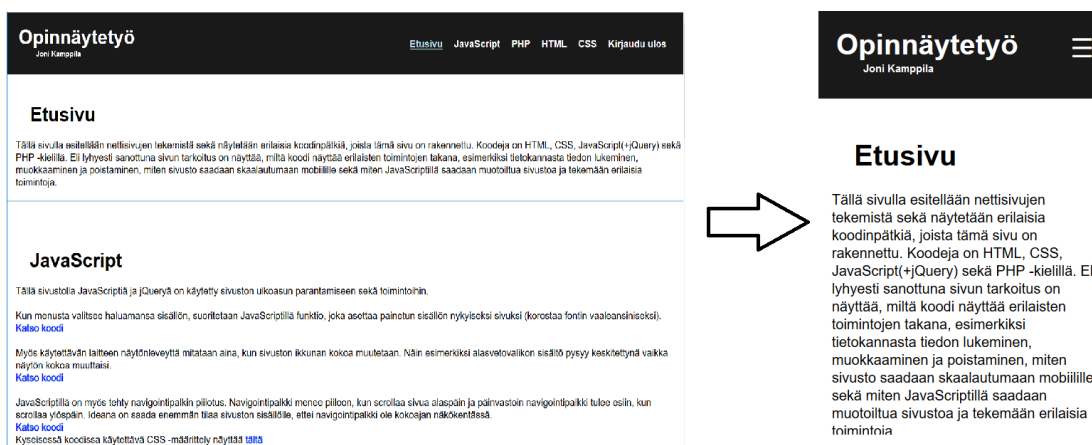 Opinnäytetyö
Joni Kamppila
Etusivu JavaScript PHP HTML CSS Kirjaudu ulos
Etusivu
Tällä sivulla esitellään nettisivujen tekemistä sekä näytetään erilaisia koodinpätkiä, joista tämä sivu on rakennettu. Koodeja on HTML, CSS, JavaScript(+jQuery) sekä
PHP -kielillä. Eli lyhyesti sanottuna sivun tarkoitus on näyttää, miltä koodi näyttää erilaisten toimintojen takana, esimerkiksi tietokannasta tiedon lukeminen,
muokkaaminen ja poistaminen, miten sivusto saadaan skaalautumaan mobiilille sekä miten JavaScriptillä saadaan muotoiltua sivustoa ja tekemään erilaisia
toimintoja.
JavaScript
Tällä sivustolla JavaScriptiä ja jQueryä on käytetty sivuston ulkoasun parantamiseen sekä toimintoihin.
Kun menusta valitsee haluamansa sisällön, suoritetaan JavaScriptillä funktio, joka asettaa painetun sisällön nykyiseksi sivuksi (korostaa fontin vaaleansiniseksi).
Katso koodi
Myös käytettävän laitteen näytönleveyttä mitataan aina, kun sivuston ikkunan kokoa muutetaan. Näin esimerkiksi alasvetovalikon sisältö pysyy keskitettynä vaikka
näytön kokoa muuttaisi.
Katso koodi
JavaScriptillä on myös tehty navigointipalkin piilotus. Navigointipalkki menee piiloon, kun scrollaa sivua alaspäin ja päinvastoin navigointipalkki tulee esiin, kun
scrollaa ylöspäin. Ideana on saada enemmän tilaa sivuston sisällölle, ettei navigointipalkki ole kokoajan näkökentässä.
Katso koodi
Kyseisessä koodissa käytettävä CSS -määrittely näyttää tältä
Opinnäytetyö
Joni Kamppila
Etusivu
Tällä sivulla esitellään nettisivujen
tekemistä sekä näytetään erilaisia
koodinpätkiä, joista tämä sivu on
rakennettu. Koodeja on HTML, CSS,
JavaScript(+jQuery) sekä PHP -kielillä. El
lyhyesti sanottuna sivun tarkoitus on
näyttää, miltä koodi näyttää erilaisten
toimintojen takana, esimerkiksi
tietokannasta tiedon lukeminen,
muokkaaminen ja poistaminen, miten
sivusto saadaan skaalautumaan mobiilille
sekä miten JavaScriptillä saadaan
muotoiltua sivustoa ja tekemään erilaisia
toimintoja